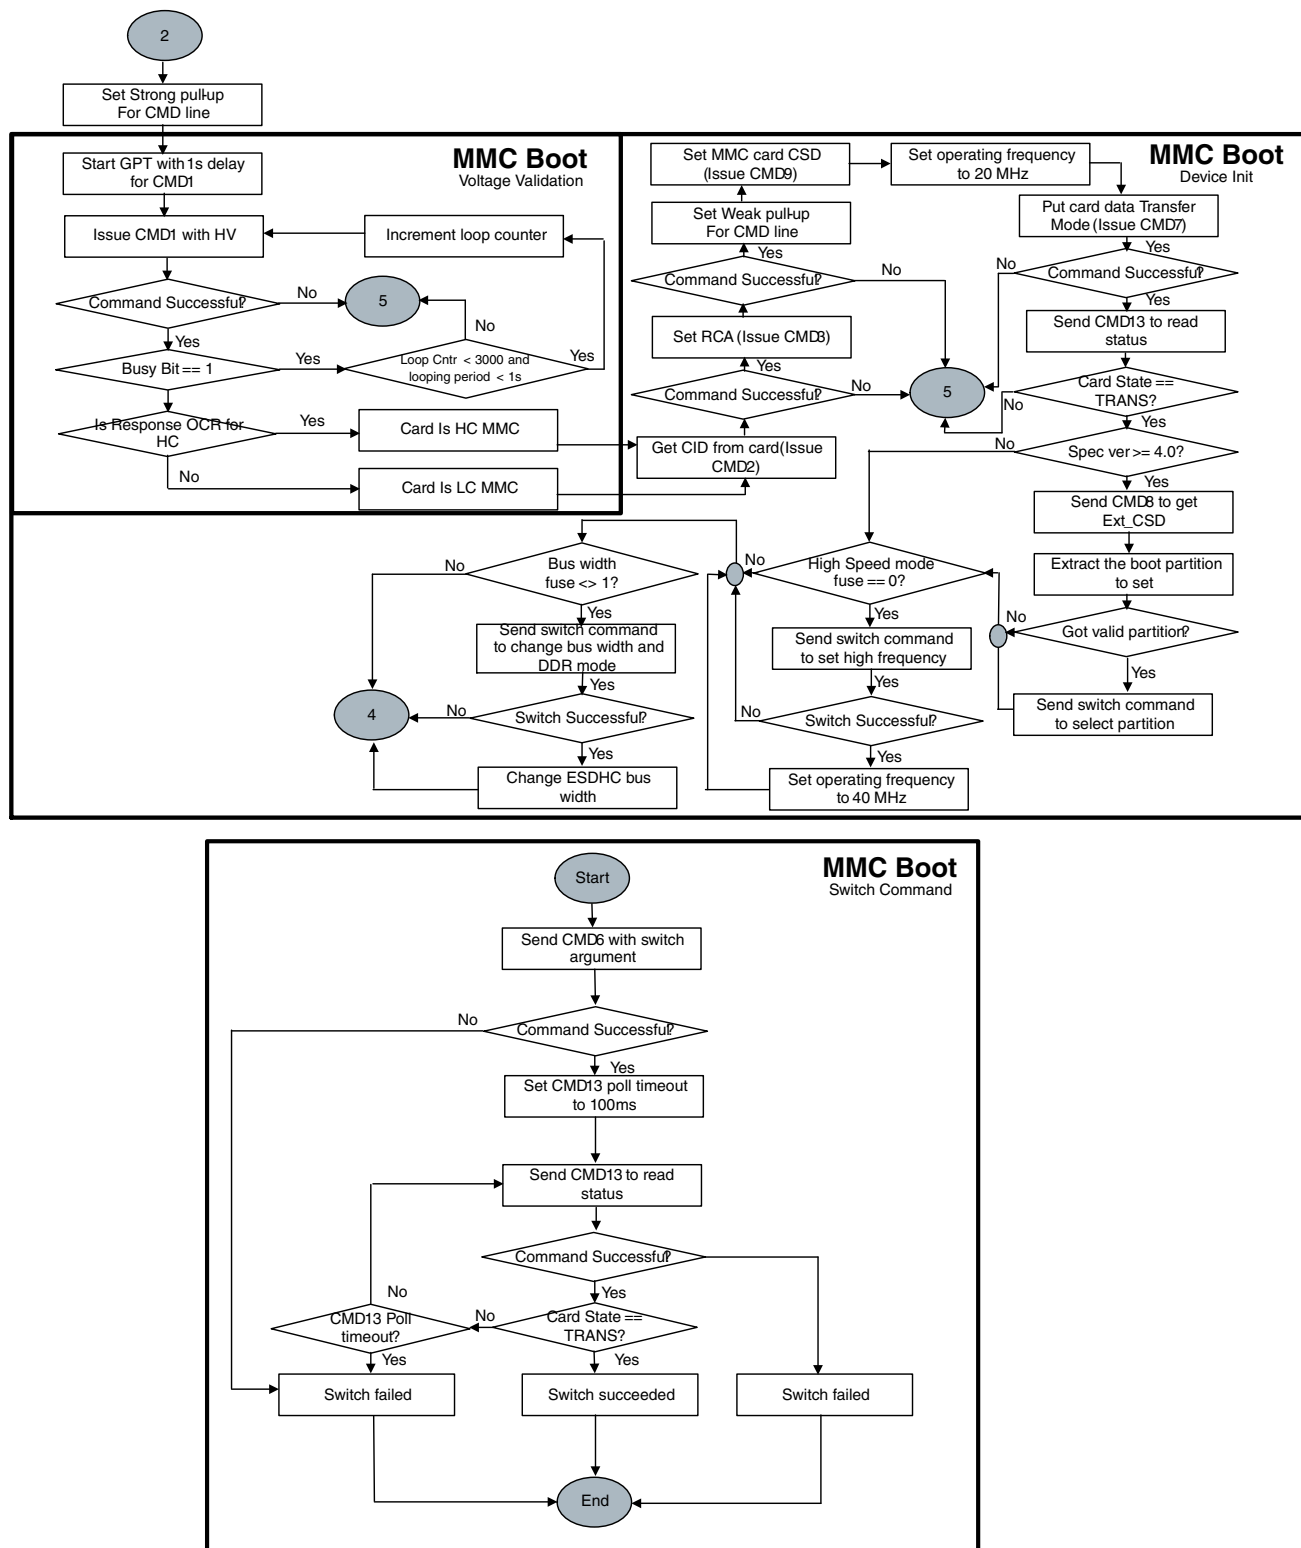 2
Set Strong pull-up
For CMD line
MMC Boot
Voltage Validation
Start GPT with 1s delay
for CMD1
Issue CMD1 with HV
Increment loop counter
Command Successful?
No
5
No
Yes
Busy Bit == 1
Yes
Loop Cntr < 3000 and
looping period < 1s
Yes
Is Response OCR for
HC
Yes
Card Is HC MMC
No
Card Is LC MMC
MMC Boot
Device Init
Set MMC card CSD
(Issue CMD9)
Set operating frequency
to 20 MHz
Put card data Transfer
Mode (Issue CMD7)
Set Weak pull-up
For CMD line
Yes
Yes
Command Successful?
No
No
Command Successful?
Yes
Set RCA (Issue CMD3)
Send CMD13 to read
status
Yes
Command Successful?
No
5
No
Card State ==
TRANS?
Yes
Get CID from card(Issue
CMD2)
No
Spec ver >= 4.0?
Yes
Send CMD8 to get
Ext_CSD
No
Bus width
fuse <> 1?
No
High Speed mode
fuse == 0?
Extract the boot partition
to set
Yes
Yes
No
Got valid partition?
Send switch command
to change bus width and
DDR mode
Send switch command
to set high frequency
Yes
Yes
Yes
4
No
Switch Successful?
No
Switch Successful?
Send switch command
to select partition
Yes
Yes
Change ESDHC bus
width
Set operating frequency
to 40 MHz
MMC Boot
Switch Command
Start
Send CMD6 with switch
argument
No
Command Successful?
Yes
Set CMD13 poll timeout
to 100ms
Send CMD13 to read
status
Command Successful?
No
Yes
CMD13 Poll
timeout?
No
Card State ==
TRANS?
Yes
Yes
Switch failed
Switch succeeded
Switch failed
End